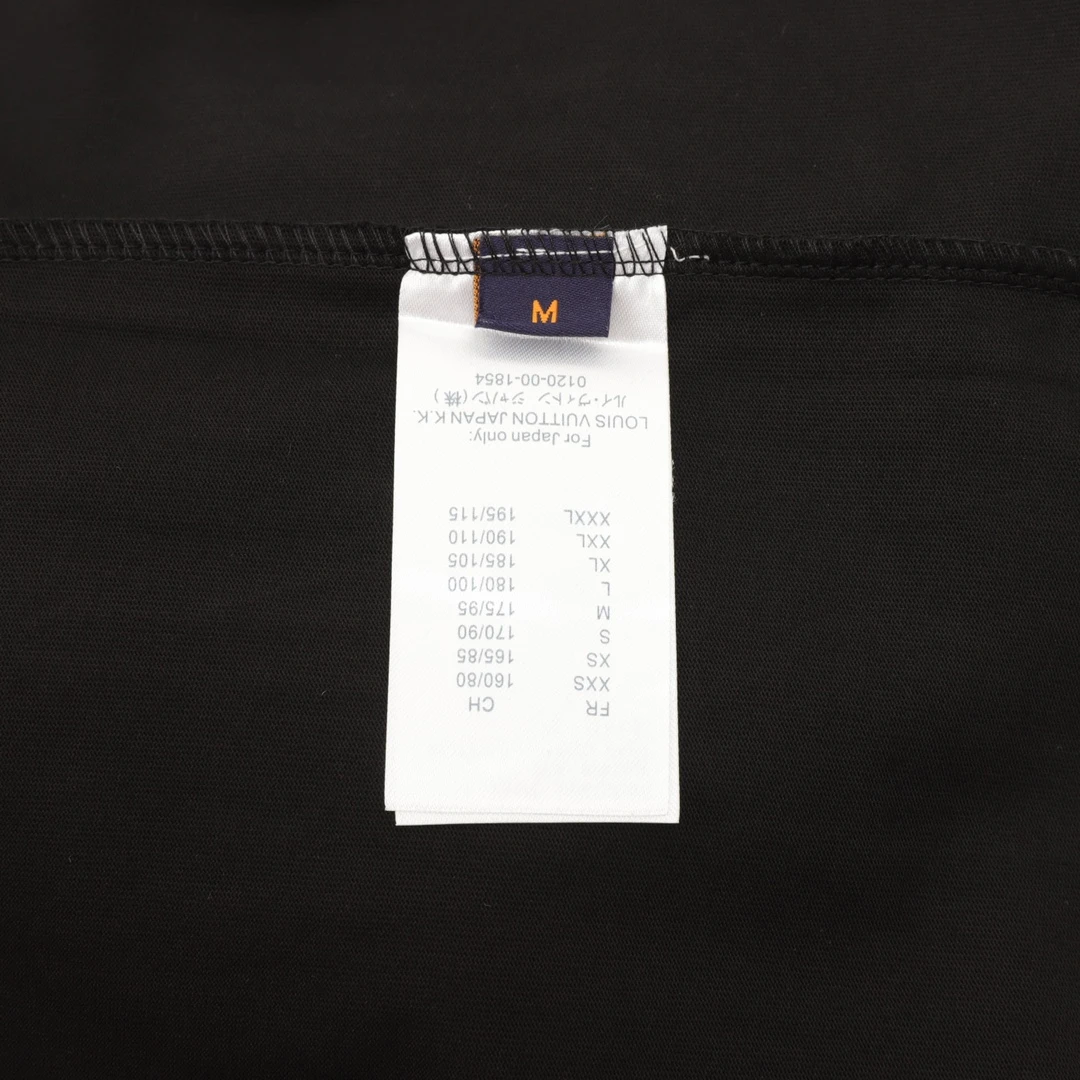 M
FR CH
XXS 160/80
XS 165/85
S 170/90
M 175/95
L 180/100
XL 185/105
XXL 190/110
XXXL 195/115
For Japan only:
LOUIS VUITTON JAPAN K.K.
ルイ・ヴィトン ジャパン(株)
0120-00-1854